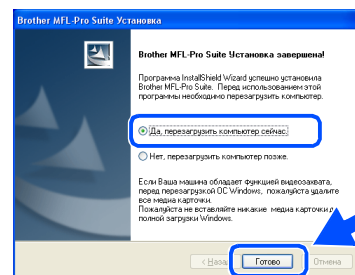 Brother MFL-Pro Suite Установка
Brother MFL-Pro Suite Установка завершена!
Программа InstallShield Wizard успешно установила
Brother MFL-Pro Suite. Перед использованием этой
программы необходимо перезагрузить компьютер.
Да, перезагрузить компьютер сейчас.
Нет, перезагрузить компьютер позже.
Если Ваша машина обладает функцией видеозахвата,
перед перезагрузкой ОС Windows, пожалуйста удалите
все медиа карточки.
Пожалуйста не вставляйте никакие медиа карточки д
полной загрузки Windows.
< Наза Готово Отмена